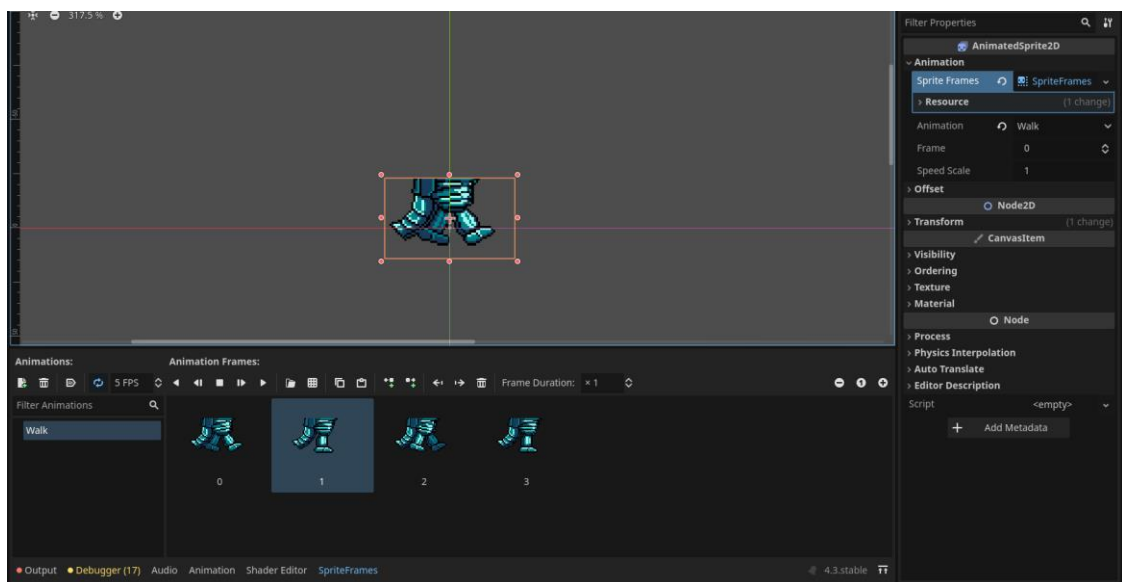 317.5 %
Filter Properties
AnimatedSprite2D
Animation
Sprite Frames SpriteFrames
Resource (1 change)
Animation Walk
Frame 0
Speed Scale 1
Offset
Node2D
Transform (1 change)
CanvasItem
Visibility
Ordering
Texture
Material
Node
Process
Physics Interpolation
Auto Translate
Editor Description
Script <empty>
Add Metadata
Animations: Animation Frames:
5 FPS Frame Duration: ×1
Filter Animations
Walk
0 1 2 3
Output Debugger (17) Audio Animation Shader Editor SpriteFrames 4.3.stable